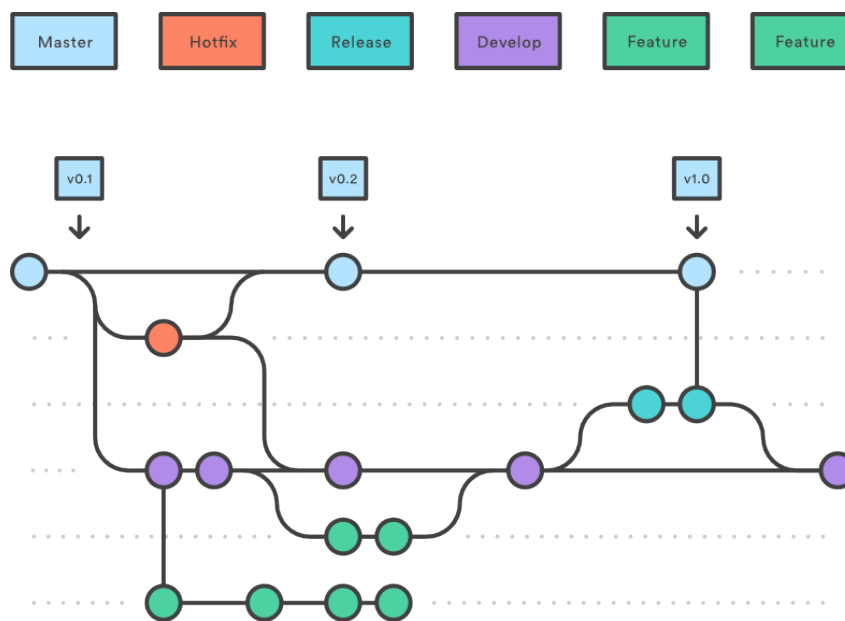 Master
Hotfix
Release
Develop
Feature
Feature
v0.1
v0.2
v1.0